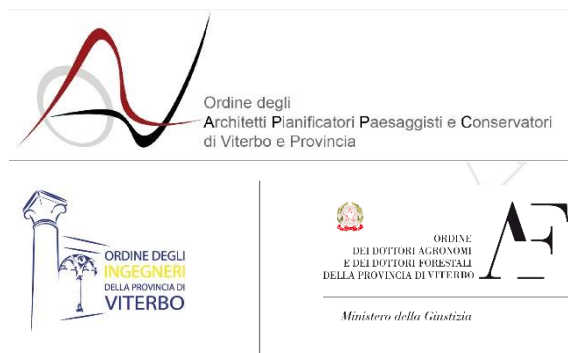 Ordine degli
Architetti Pianificatori Paesaggisti e Conservatori
di Viterbo e Provincia
ORDINE DEGLI
INGEGNERI
DELLA PROVINCIA DI
VITERBO
ORDINE
DEI DOTTORI AGRONOMI
E DEI DOTTORI FORESTALI
DELLA PROVINCIA DI VITERBO
AF
Ministero della Giustizia